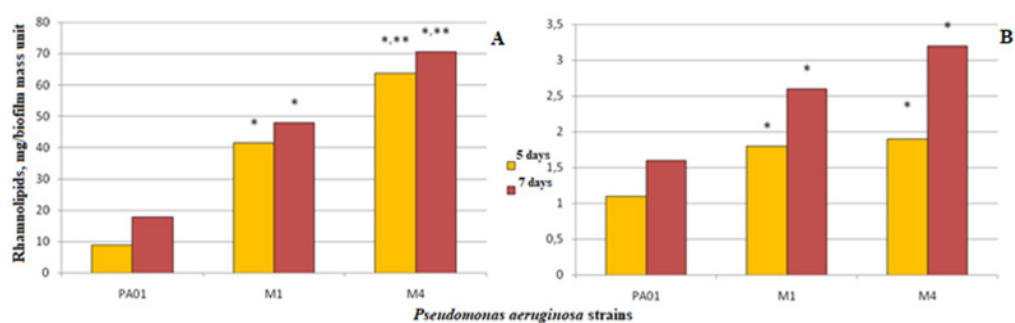 Rhamnolipids, mg/biofilm mass unit
80
70
60
50
40
30
20
10
0
*
*
*,**
*,**
A
PA01
M1
M4
5 days
7 days
3,5
3
2,5
2
1,5
1
0,5
0
*
*
*
*
B
PA01
M1
M4
Pseudomonas aeruginosa strains